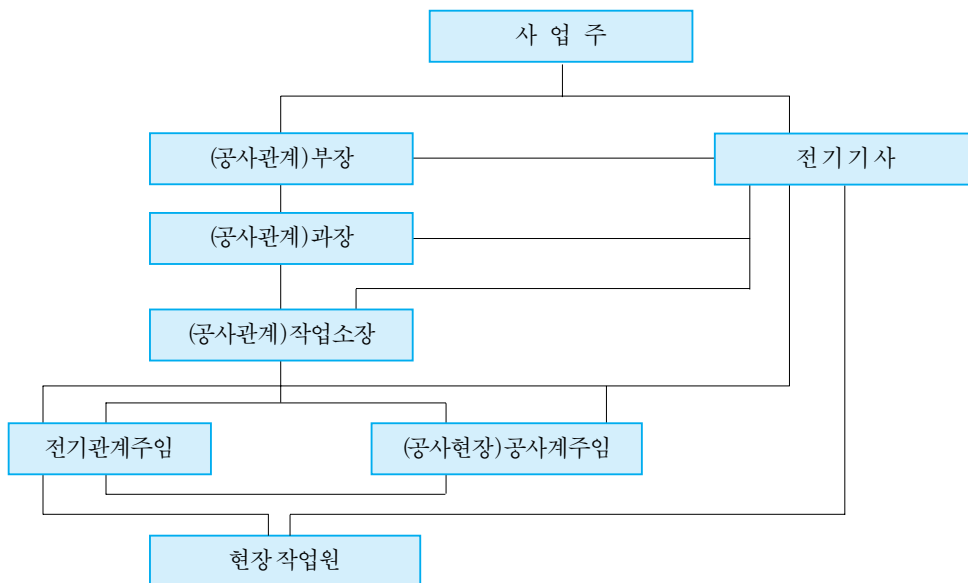 사 업 주
(공사관계)부장
전기기사
(공사관계)과장
(공사관계)작업소장
전기관계주임
(공사현장)공사계주임
현장작업원